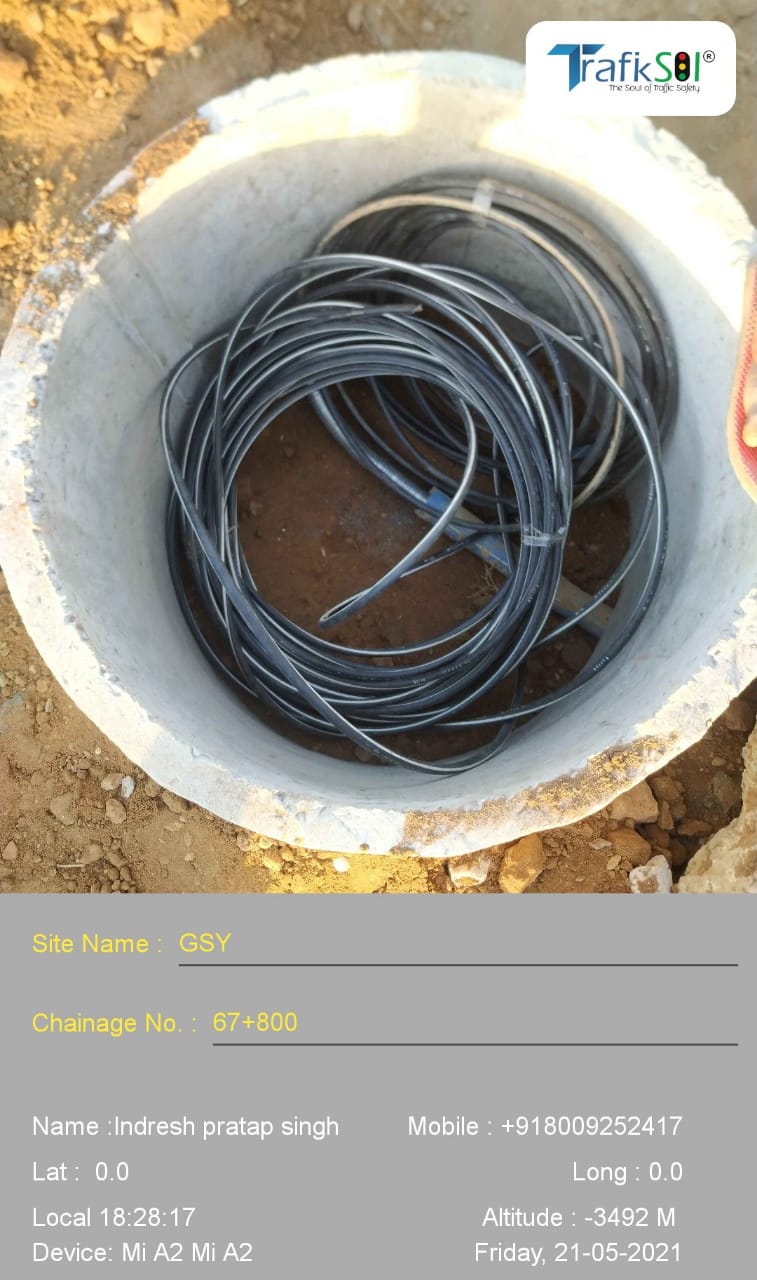 TrafikSol®
The Soul of Traffic Safety
Site Name : GSY
Chainage No. : 67+800
Name :Indresh pratap singh Mobile : +918009252417
Lat : 0.0 Long : 0.0
Local 18:28:17 Altitude : -3492 M
Device: Mi A2 Mi A2 Friday, 21-05-2021